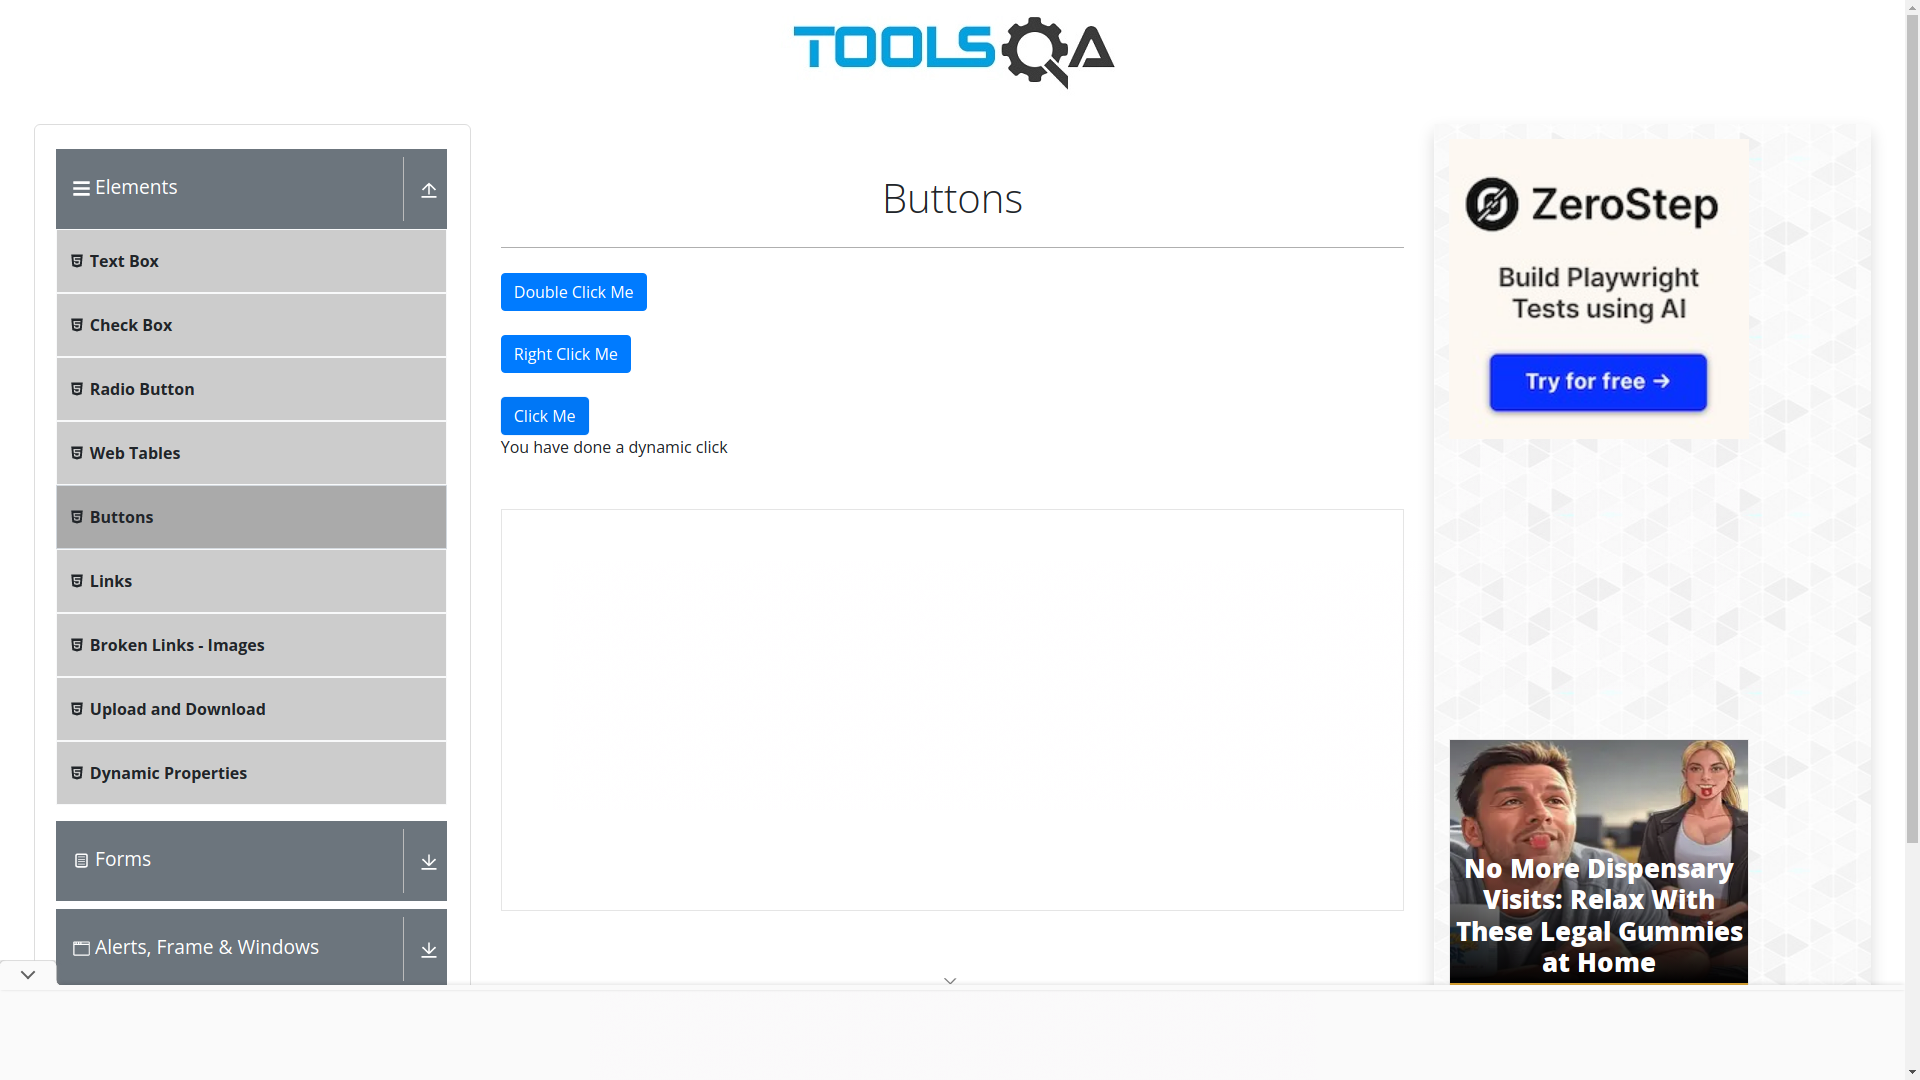 TOOLSQA
Elements
Text Box
Check Box
Radio Button
Web Tables
Buttons
Links
Broken Links - Images
Upload and Download
Dynamic Properties
Forms
Alerts, Frame & Windows
Buttons
Double Click Me
Right Click Me
Click Me
You have done a dynamic click
ZeroStep
Build Playwright
Tests using AI
Try for free →
No More Dispensary
Visits: Relax With
These Legal Gummies
at Home